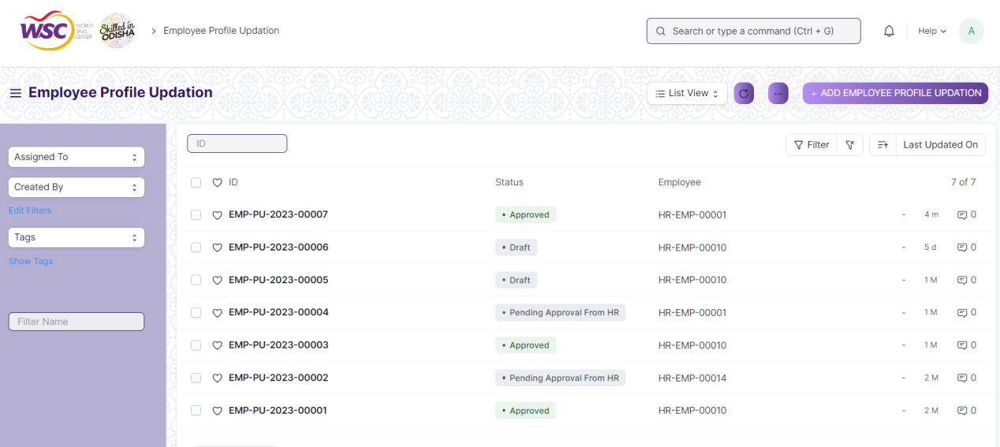 WSC WORLD SKILL CENTER Skilled in ODISHA > Employee Profile Updation
Search or type a command (Ctrl + G)
Help
A
Employee Profile Updation
List View
...
+ ADD EMPLOYEE PROFILE UPDATION
Assigned To
Created By
Edit Filters
Tags
Show Tags
Filter Name
ID
Filter
Last Updated On
ID Status Employee 7 of 7
EMP-PU-2023-00007 • Approved HR-EMP-00001 - 4 m 0
EMP-PU-2023-00006 • Draft HR-EMP-00010 - 5 d 0
EMP-PU-2023-00005 • Draft HR-EMP-00010 - 1 M 0
EMP-PU-2023-00004 • Pending Approval From HR HR-EMP-00001 - 1 M 0
EMP-PU-2023-00003 • Approved HR-EMP-00010 - 1 M 0
EMP-PU-2023-00002 • Pending Approval From HR HR-EMP-00014 - 2 M 0
EMP-PU-2023-00001 • Approved HR-EMP-00010 - 2 M 0